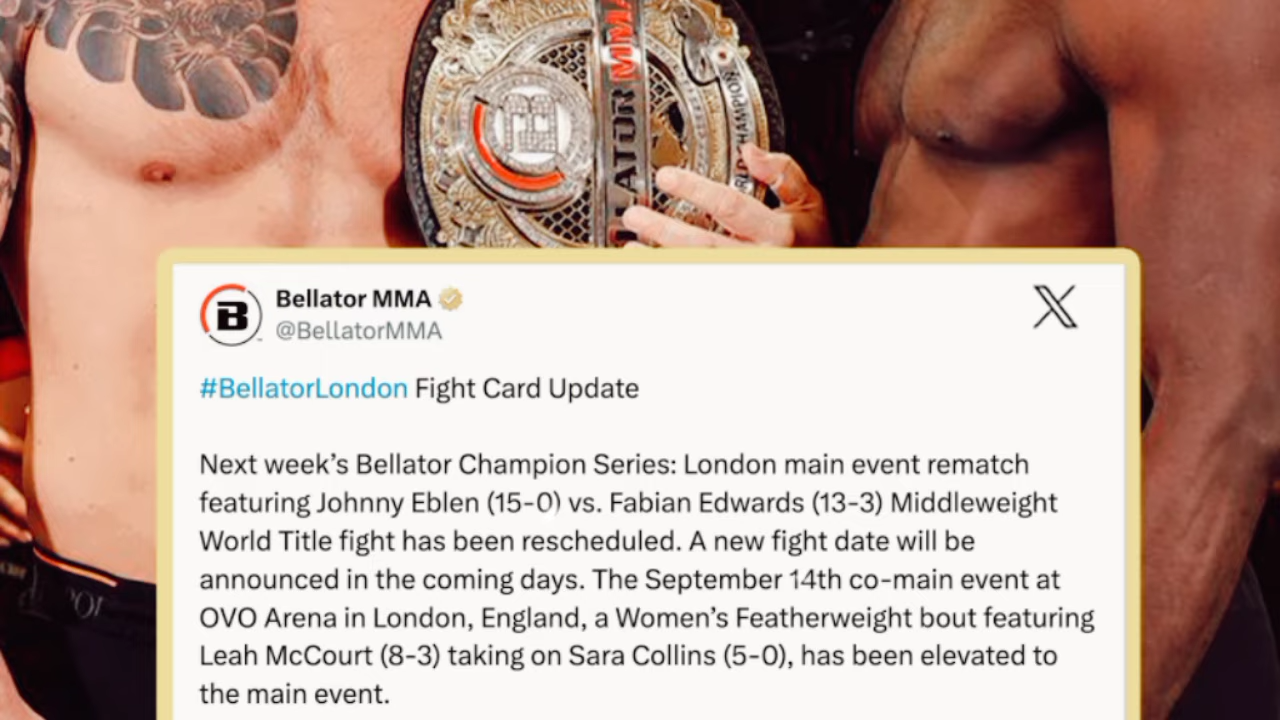 BELLATOR MMA
WORLD CHAMPION
B
Bellator MMA
@BellatorMMA
X
#BellatorLondon Fight Card Update
Next week's Bellator Champion Series: London main event rematch
featuring Johnny Eblen (15-0) vs. Fabian Edwards (13-3) Middleweight
World Title fight has been rescheduled. A new fight date will be
announced in the coming days. The September 14th co-main event at
OVO Arena in London, England, a Women's Featherweight bout featuring
Leah McCourt (8-3) taking on Sara Collins (5-0), has been elevated to
the main event.